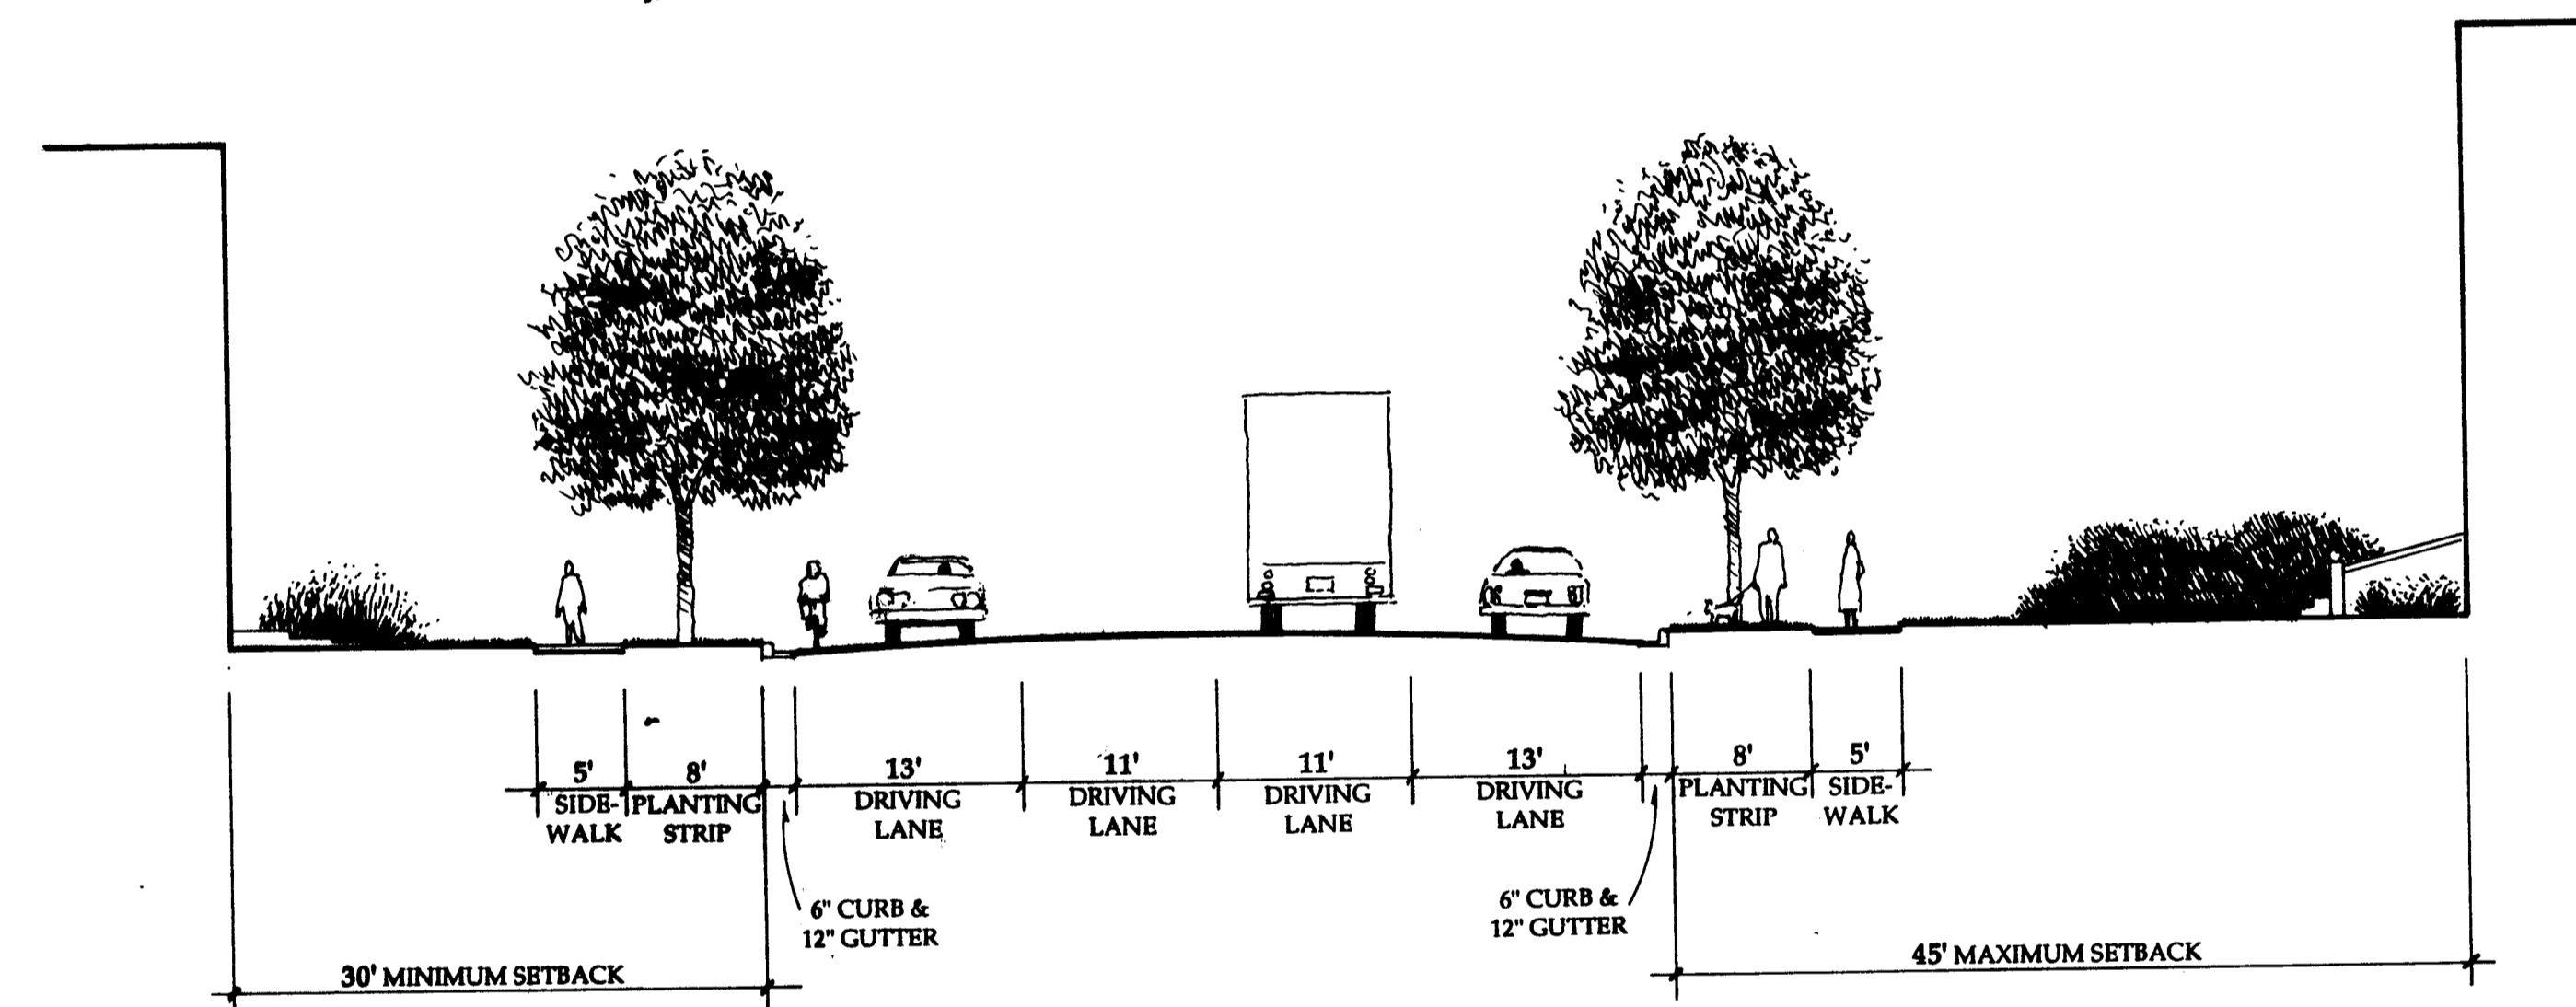 5'
SIDE-
WALK
8'
PLANTING
STRIP
13'
DRIVING
LANE
11'
DRIVING
LANE
11'
DRIVING
LANE
13'
DRIVING
LANE
8'
PLANTING
STRIP
5'
SIDE-
WALK
6" CURB &
12" GUTTER
6" CURB &
12" GUTTER
30' MINIMUM SETBACK
45' MAXIMUM SETBACK